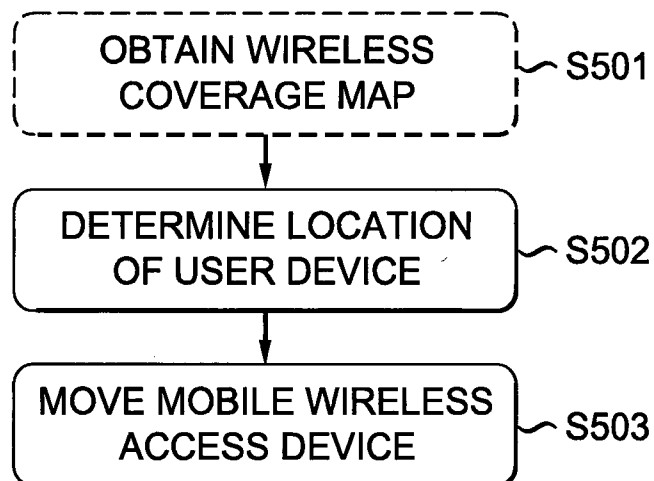 OBTAIN WIRELESS
COVERAGE MAP
S501
DETERMINE LOCATION
OF USER DEVICE
S502
MOVE MOBILE WIRELESS
ACCESS DEVICE
S503